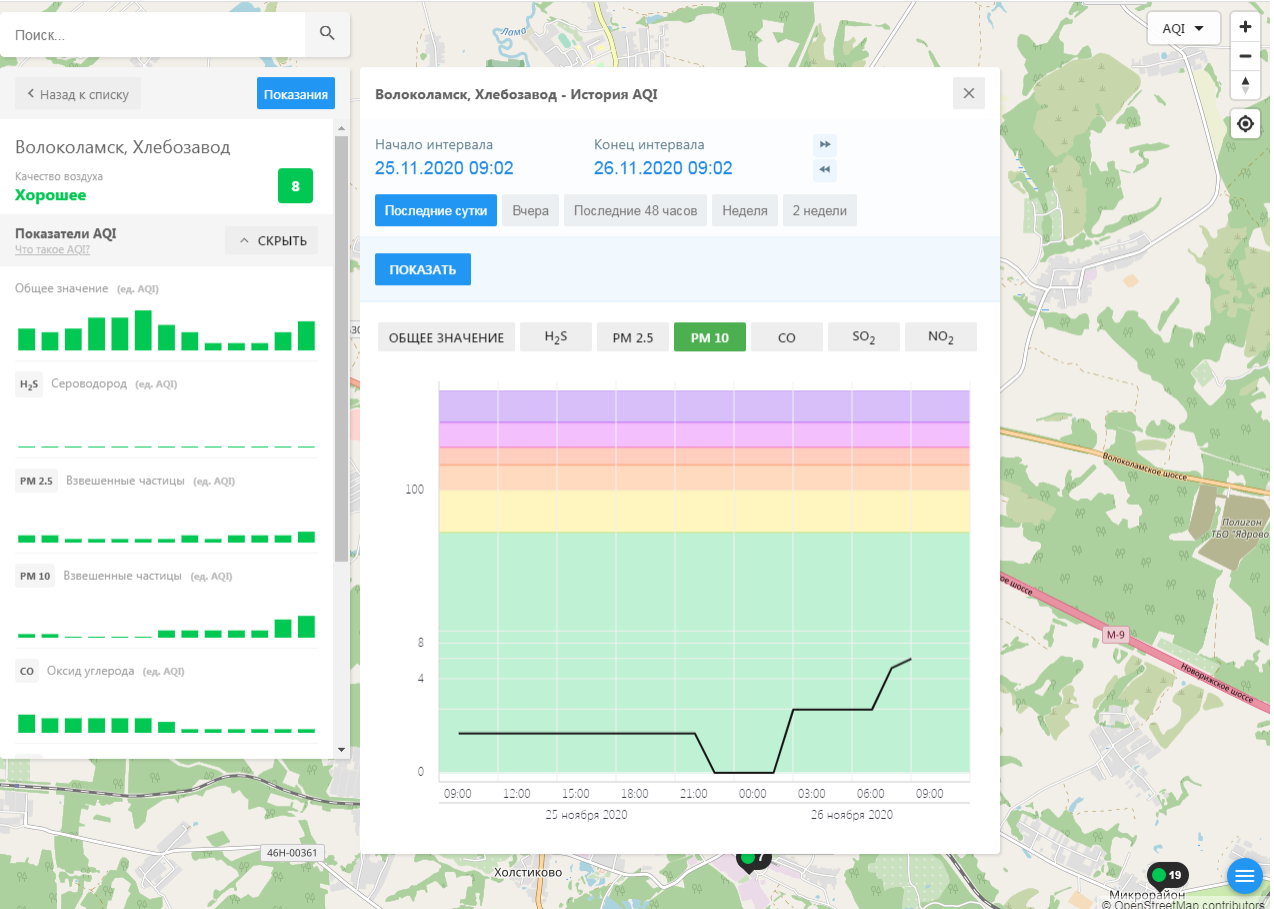 Поиск...
AQI
Лама
Назад к списку
Показания
Волоколамск, Хлебозавод
Качество воздуха
Хорошее
8
Показатели AQI
Что такое AQI?
СКРЫТЬ
Общее значение (ед. AQI)
H2S Сероводород (ед. AQI)
PM 2.5 Взвешенные частицы (ед. AQI)
PM 10 Взвешенные частицы (ед. AQI)
CO Оксид углерода (ед. AQI)
Волоколамск, Хлебозавод - История AQI
Начало интервала
25.11.2020 09:02
Конец интервала
26.11.2020 09:02
Последние сутки
Вчера
Последние 48 часов
Неделя
2 недели
ПОКАЗАТЬ
ОБЩЕЕ ЗНАЧЕНИЕ
H2S
PM 2.5
PM 10
CO
SO2
NO2
100
8
4
0
09:00 12:00 15:00 18:00 21:00 00:00 03:00 06:00 09:00
25 ноября 2020 26 ноября 2020
Волоколамское шоссе
Полигон
ТБО "Ядрово"
шоссе
М-9
Новорижское шоссе
46Н-00361
7
Холстиково
19
Микрорайон
© OpenStreetMap contributors